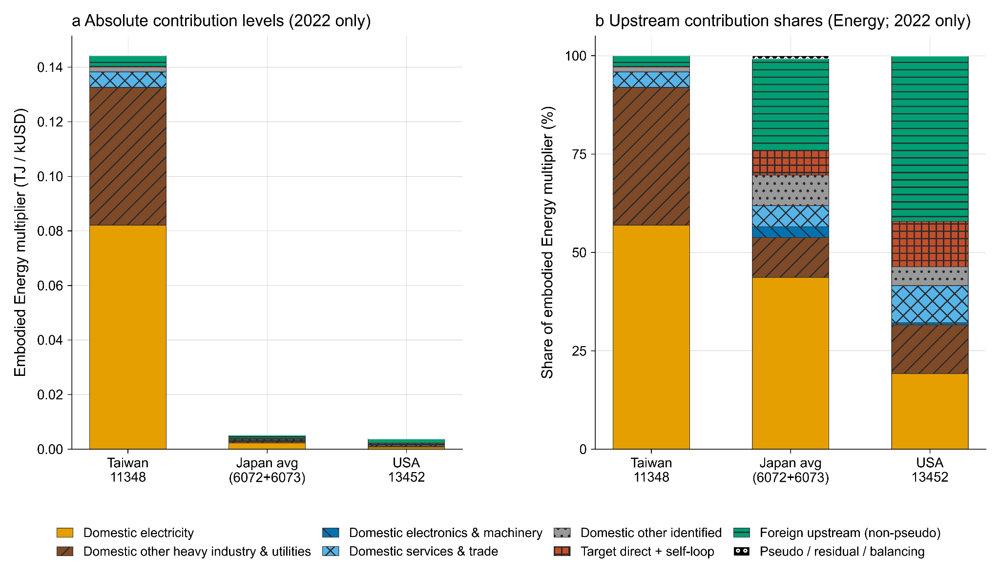 a Absolute contribution levels (2022 only)
Embodied Energy multiplier (TJ / kUSD)
0.14
0.12
0.10
0.08
0.06
0.04
0.02
0.00
Taiwan
11348
Japan avg
(6072+6073)
USA
13452
b Upstream contribution shares (Energy; 2022 only)
Share of embodied Energy multiplier (%)
100
75
50
25
0
Taiwan
11348
Japan avg
(6072+6073)
USA
13452
Domestic electricity
Domestic other heavy industry & utilities
Domestic electronics & machinery
Domestic services & trade
Domestic other identified
Target direct + self-loop
Foreign upstream (non-pseudo)
Pseudo / residual / balancing